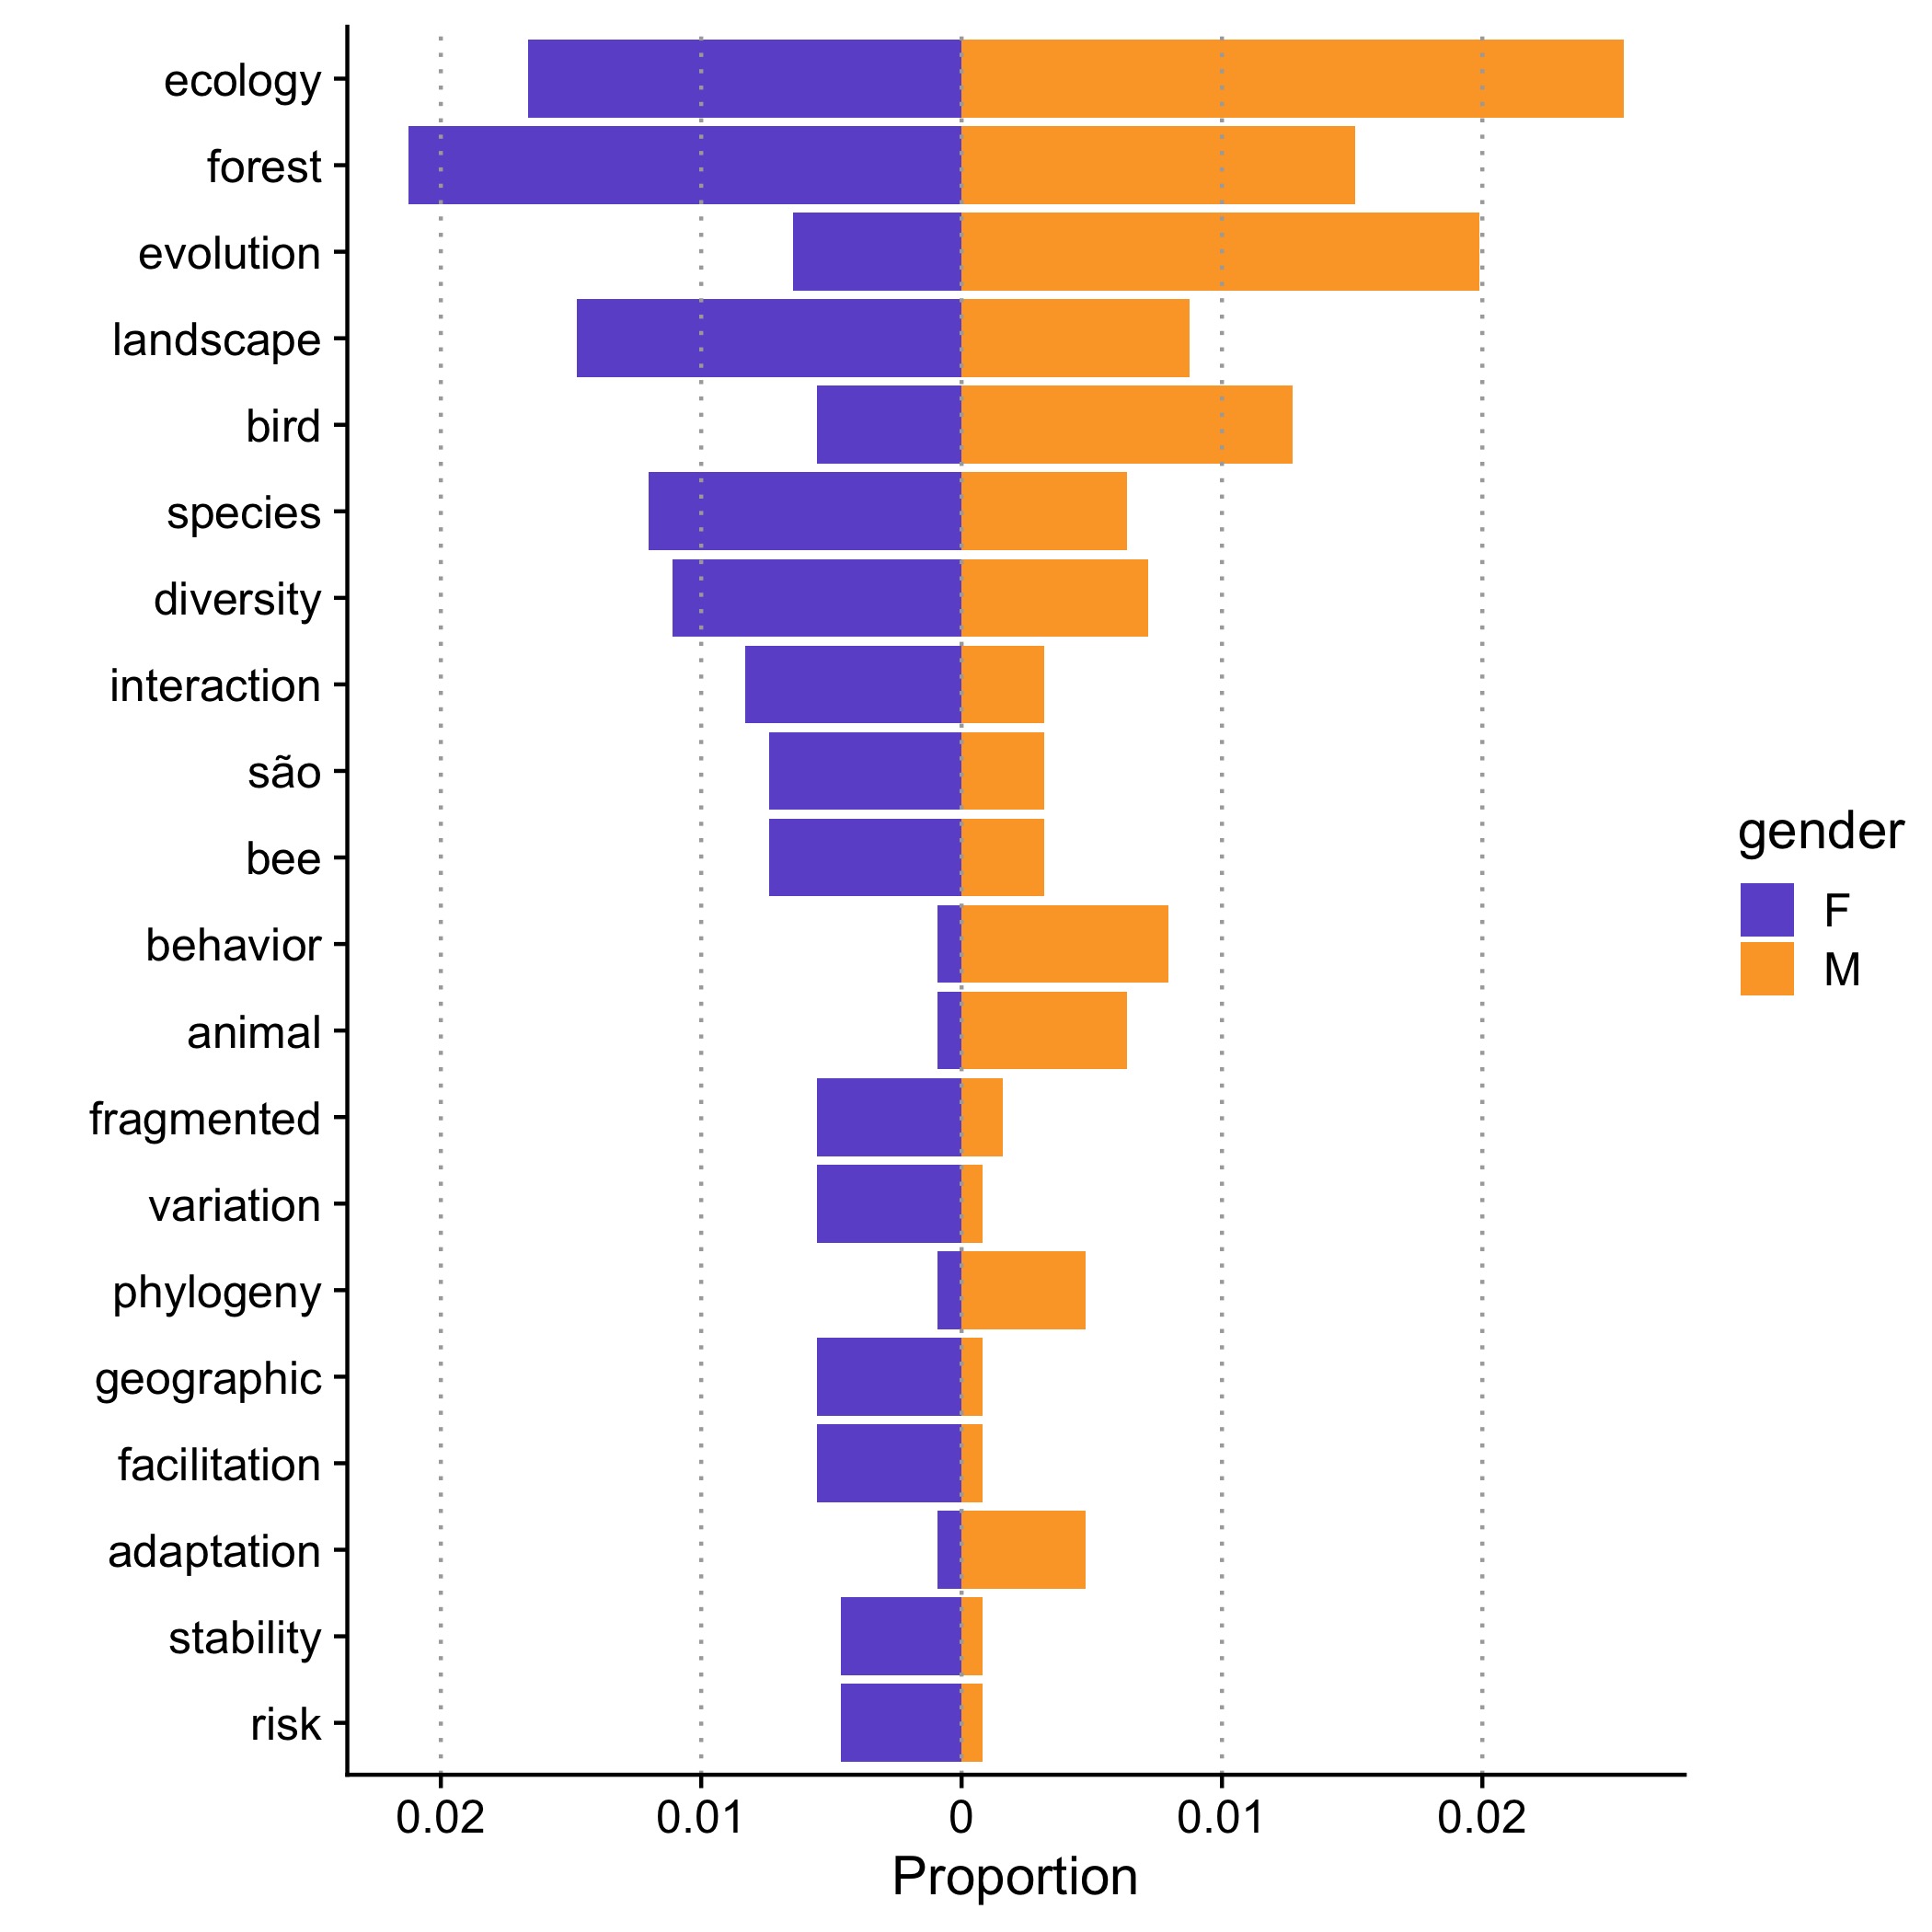 ecology
forest
evolution
landscape
bird
species
diversity
interaction
são
bee
behavior
animal
fragmented
variation
phylogeny
geographic
facilitation
adaptation
stability
risk
0.02 0.01 0 0.01 0.02
Proportion
gender
F
M